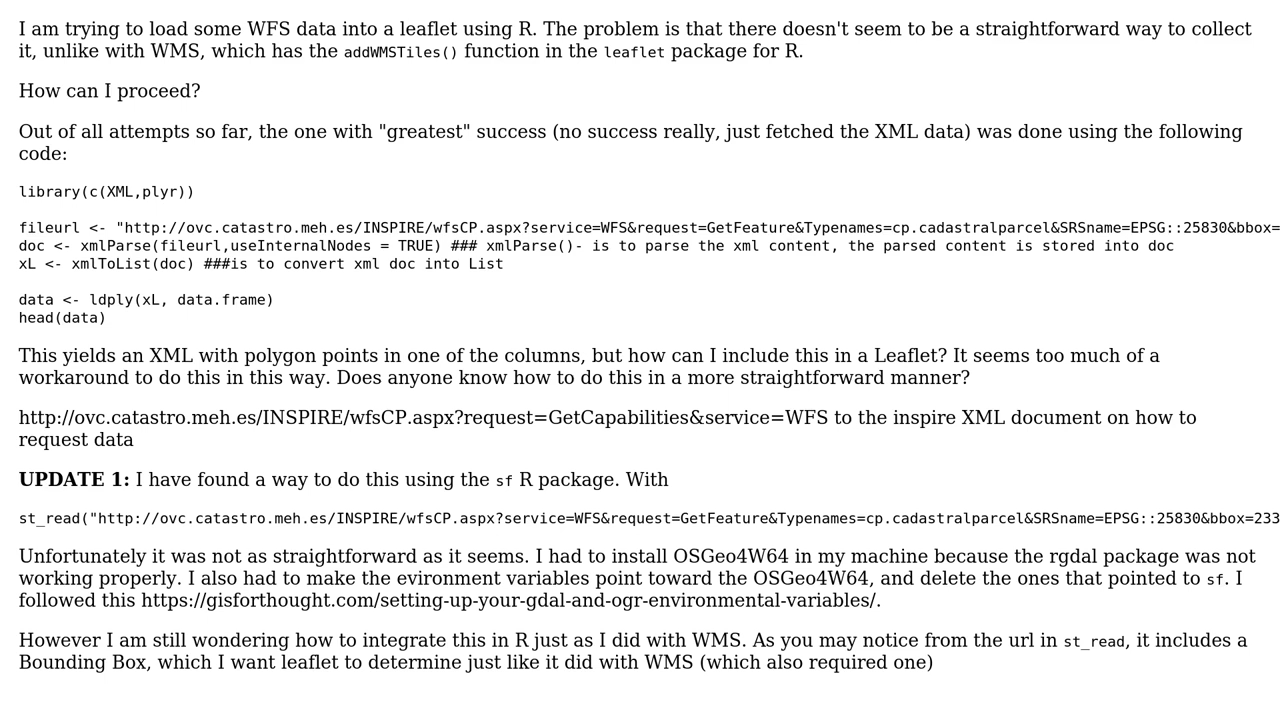 I am trying to load some WFS data into a leaflet using R. The problem is that there doesn't seem to be a straightforward way to collect
it, unlike with WMS, which has the addWMSTiles() function in the leaflet package for R.
How can I proceed?
Out of all attempts so far, the one with "greatest" success (no success really, just fetched the XML data) was done using the following
code:
library(c(XML,plyr))
fileurl <- "http://ovc.catastro.meh.es/INSPIRE/wfsCP.aspx?service=WFS&request=GetFeature&Typenames=cp.cadastralparcel&SRSname=EPSG::25830&bbox=
doc <- xmlParse(fileurl,useInternalNodes = TRUE) ### xmlParse()- is to parse the xml content, the parsed content is stored into doc
xL <- xmlToList(doc) ###is to convert xml doc into List
data <- ldply(xL, data.frame)
head(data)
This yields an XML with polygon points in one of the columns, but how can I include this in a Leaflet? It seems too much of a
workaround to do this in this way. Does anyone know how to do this in a more straightforward manner?
http://ovc.catastro.meh.es/INSPIRE/wfsCP.aspx?request=GetCapabilities&service=WFS to the inspire XML document on how to
request data
UPDATE 1: I have found a way to do this using the sf R package. With
st_read("http://ovc.catastro.meh.es/INSPIRE/wfsCP.aspx?service=WFS&request=GetFeature&Typenames=cp.cadastralparcel&SRSname=EPSG::25830&bbox=233
Unfortunately it was not as straightforward as it seems. I had to install OSGeo4W64 in my machine because the rgdal package was not
working properly. I also had to make the evironment variables point toward the OSGeo4W64, and delete the ones that pointed to sf. I
followed this https://gisforthought.com/setting-up-your-gdal-and-ogr-environmental-variables/.
However I am still wondering how to integrate this in R just as I did with WMS. As you may notice from the url in st_read, it includes a
Bounding Box, which I want leaflet to determine just like it did with WMS (which also required one)